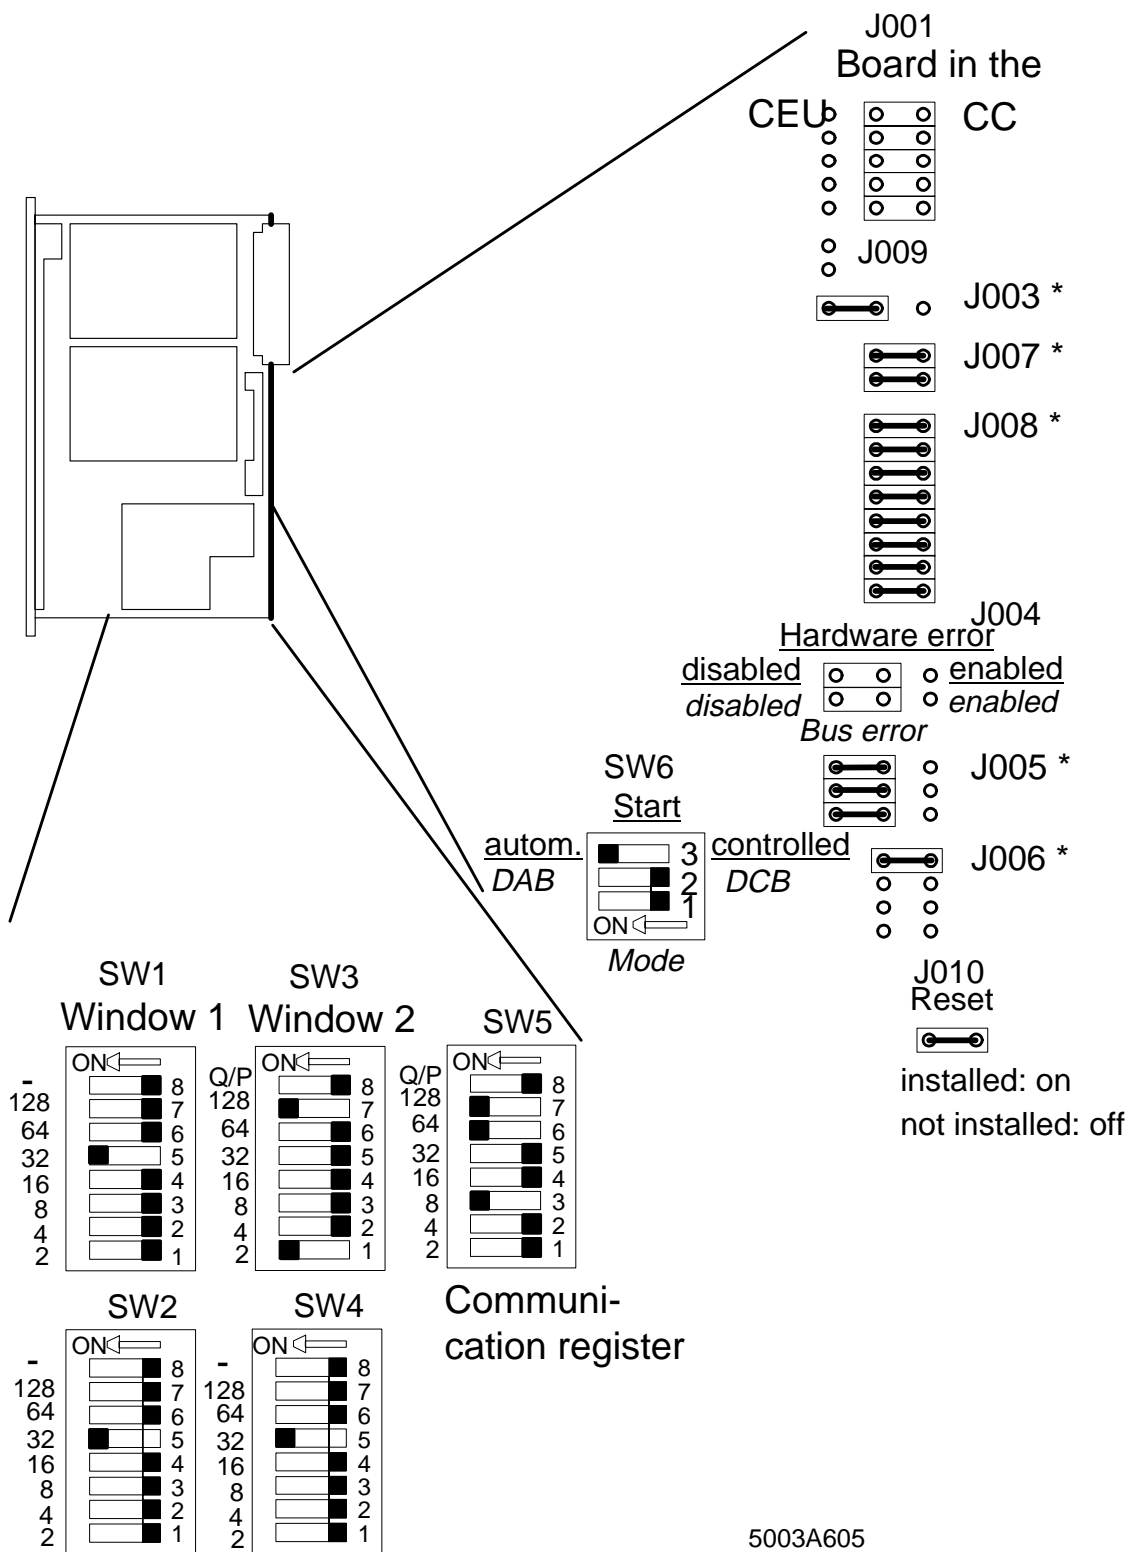 J001
Board in the
CEU CC
J009
J003 *
J007 *
J008 *
J004
Hardware error
disabled enabled
disabled enabled
Bus error
SW6
J005 *
Start
autom. 3 controlled
DAB 2 DCB
1
J006 *
ON
Mode
SW1 SW3
J010
Reset
Window 1 Window 2 SW5
installed: on
not installed: off
ON ON ON
- 8 Q/P 8 Q/P 8
128 7 128 7 128 7
64 6 64 6 64 6
32 5 32 5 32 5
16 4 16 4 16 4
8 3 8 3 8 3
4 2 4 2 4 2
2 1 2 1 2 1
SW2 SW4
Communi-
cation register
ON ON
- 8 - 8
128 7 128 7
64 6 64 6
32 5 32 5
16 4 16 4
8 3 8 3
4 2 4 2
2 1 2 1
5003A605